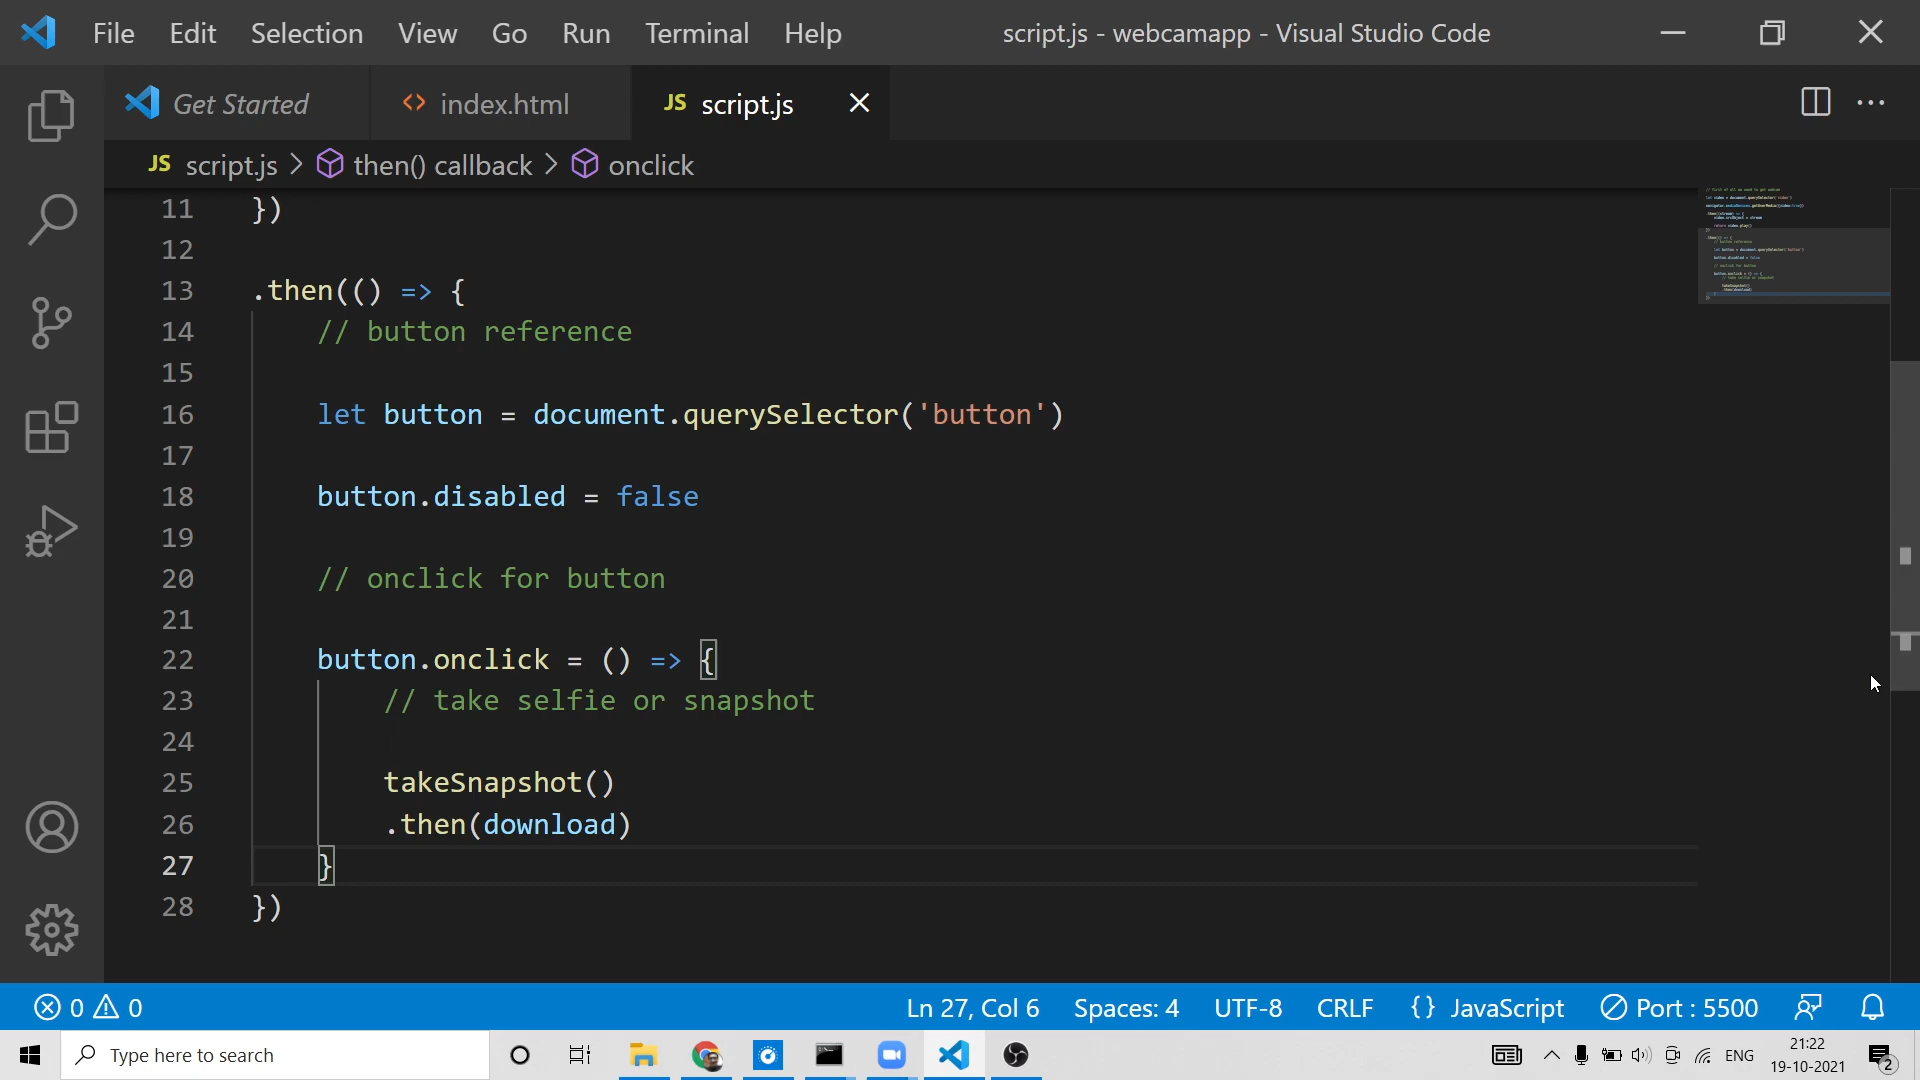 File Edit Selection View Go Run Terminal Help script.js - webcamapp - Visual Studio Code
Get Started <> index.html JS script.js
JS script.js > then() callback > onclick
11 })
12
13 .then(() => {
14 // button reference
15
16 let button = document.querySelector('button')
17
18 button.disabled = false
19
20 // onclick for button
21
22 button.onclick = () => {
23 // take selfie or snapshot
24
25 takeSnapshot()
26 .then(download)
27 }
28 })
0 0 Ln 27, Col 6 Spaces: 4 UTF-8 CRLF {} JavaScript Port : 5500
Type here to search ENG 21:22
19-10-2021 2